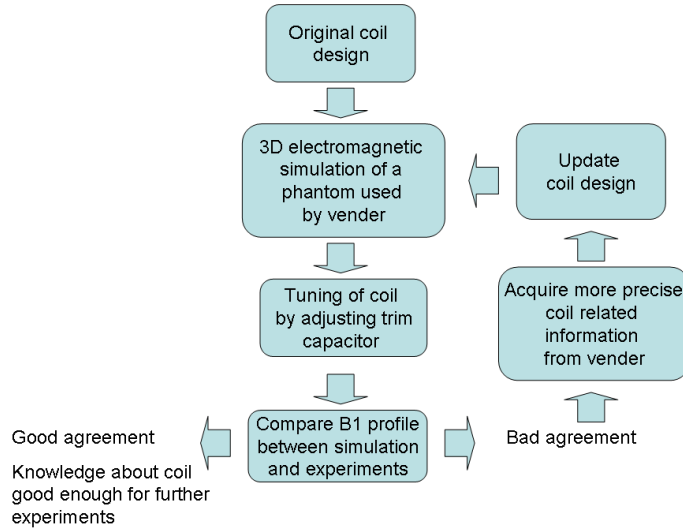 Original coil
design
3D electromagnetic
simulation of a
phantom used
by vender
Update
coil design
Tuning of coil
by adjusting trim
capacitor
Acquire more precise
coil related
information
from vender
Compare B1 profile
between simulation
and experiments
Good agreement
Knowledge about coil
good enough for further
experiments
Bad agreement